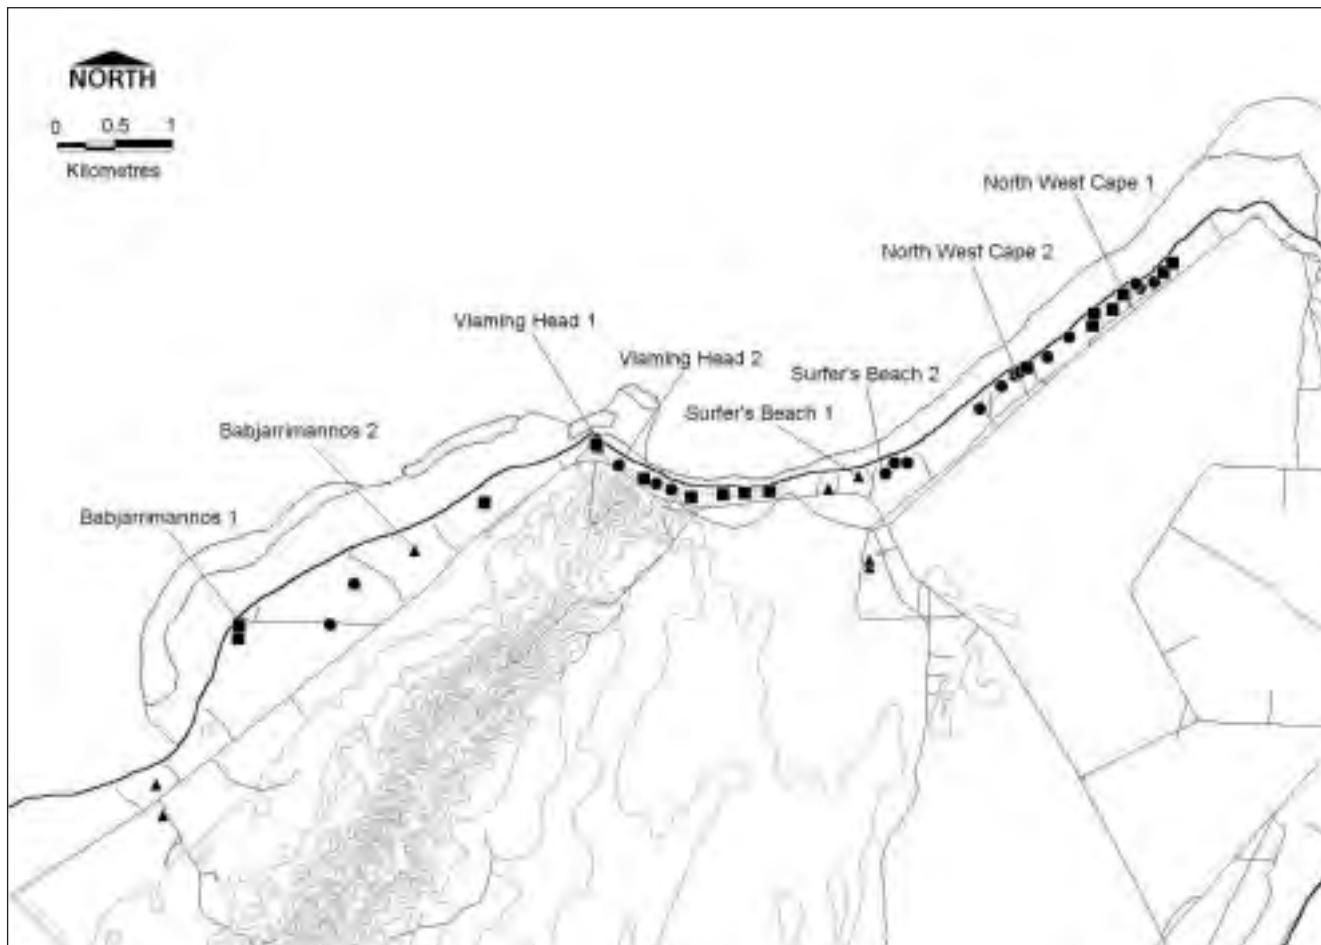 NORTH
0 0.5 1
Kilometres
North West Cape 1
North West Cape 2
Vlaming Head 1
Vlaming Head 2
Surfer's Beach 2
Surfer's Beach 1
Babjarrimannos 2
Babjarrimannos 1